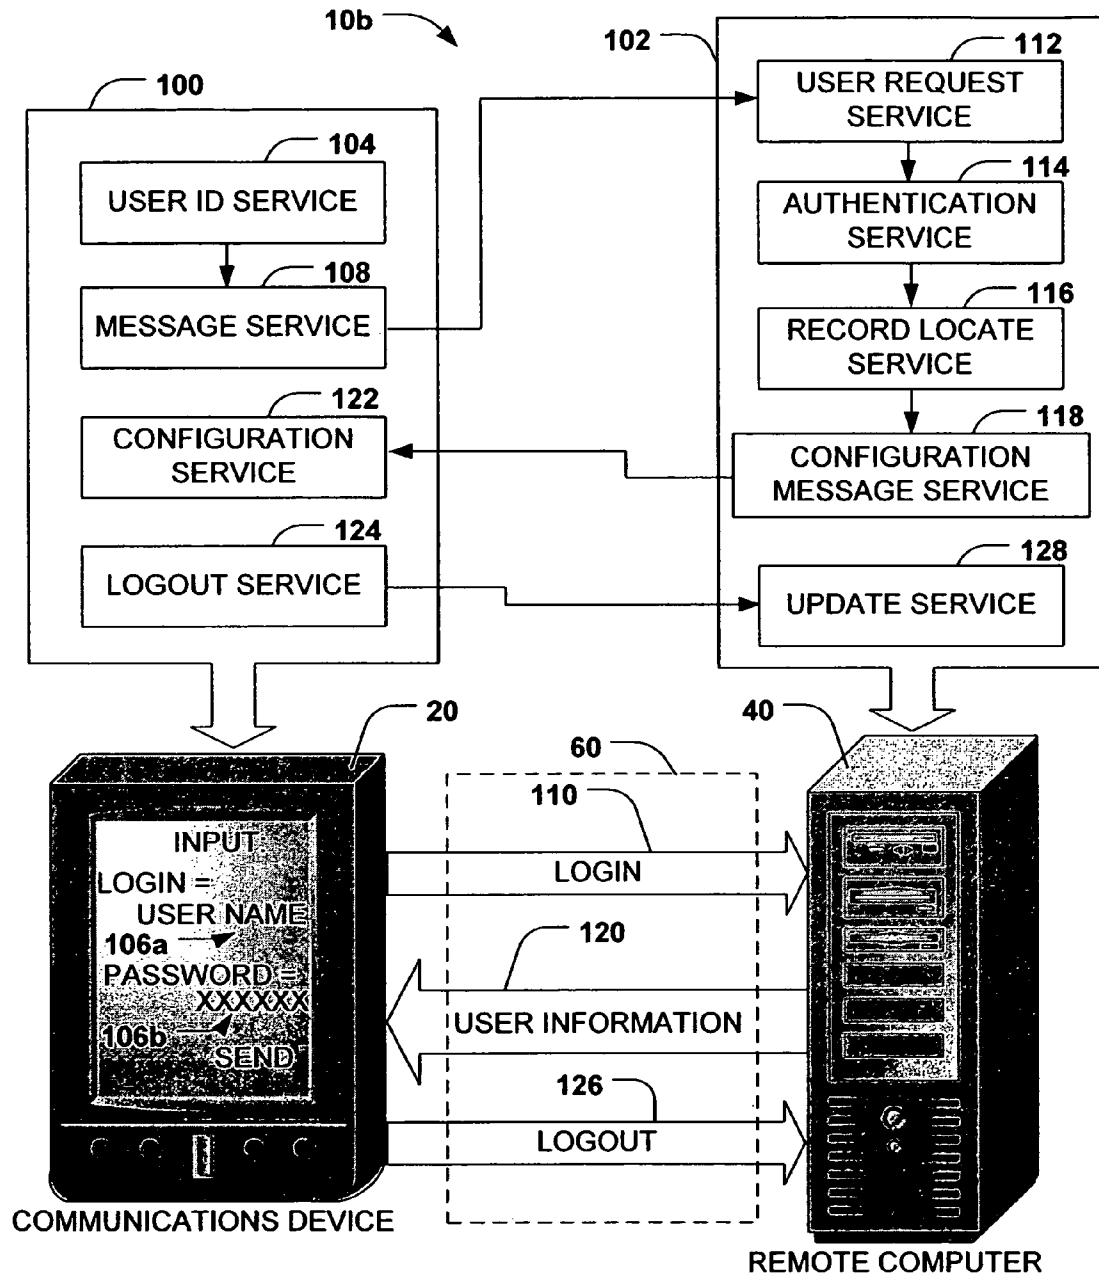 10b
100
104
USER ID SERVICE
108
MESSAGE SERVICE
122
CONFIGURATION
SERVICE
124
LOGOUT SERVICE
102
112
USER REQUEST
SERVICE
114
AUTHENTICATION
SERVICE
116
RECORD LOCATE
SERVICE
118
CONFIGURATION
MESSAGE SERVICE
128
UPDATE SERVICE
20
INPUT
LOGIN =
USER NAME
106a
PASSWORD =
XXXXXX
106b
SEND
COMMUNICATIONS DEVICE
60
110
LOGIN
120
USER INFORMATION
126
LOGOUT
40
REMOTE COMPUTER